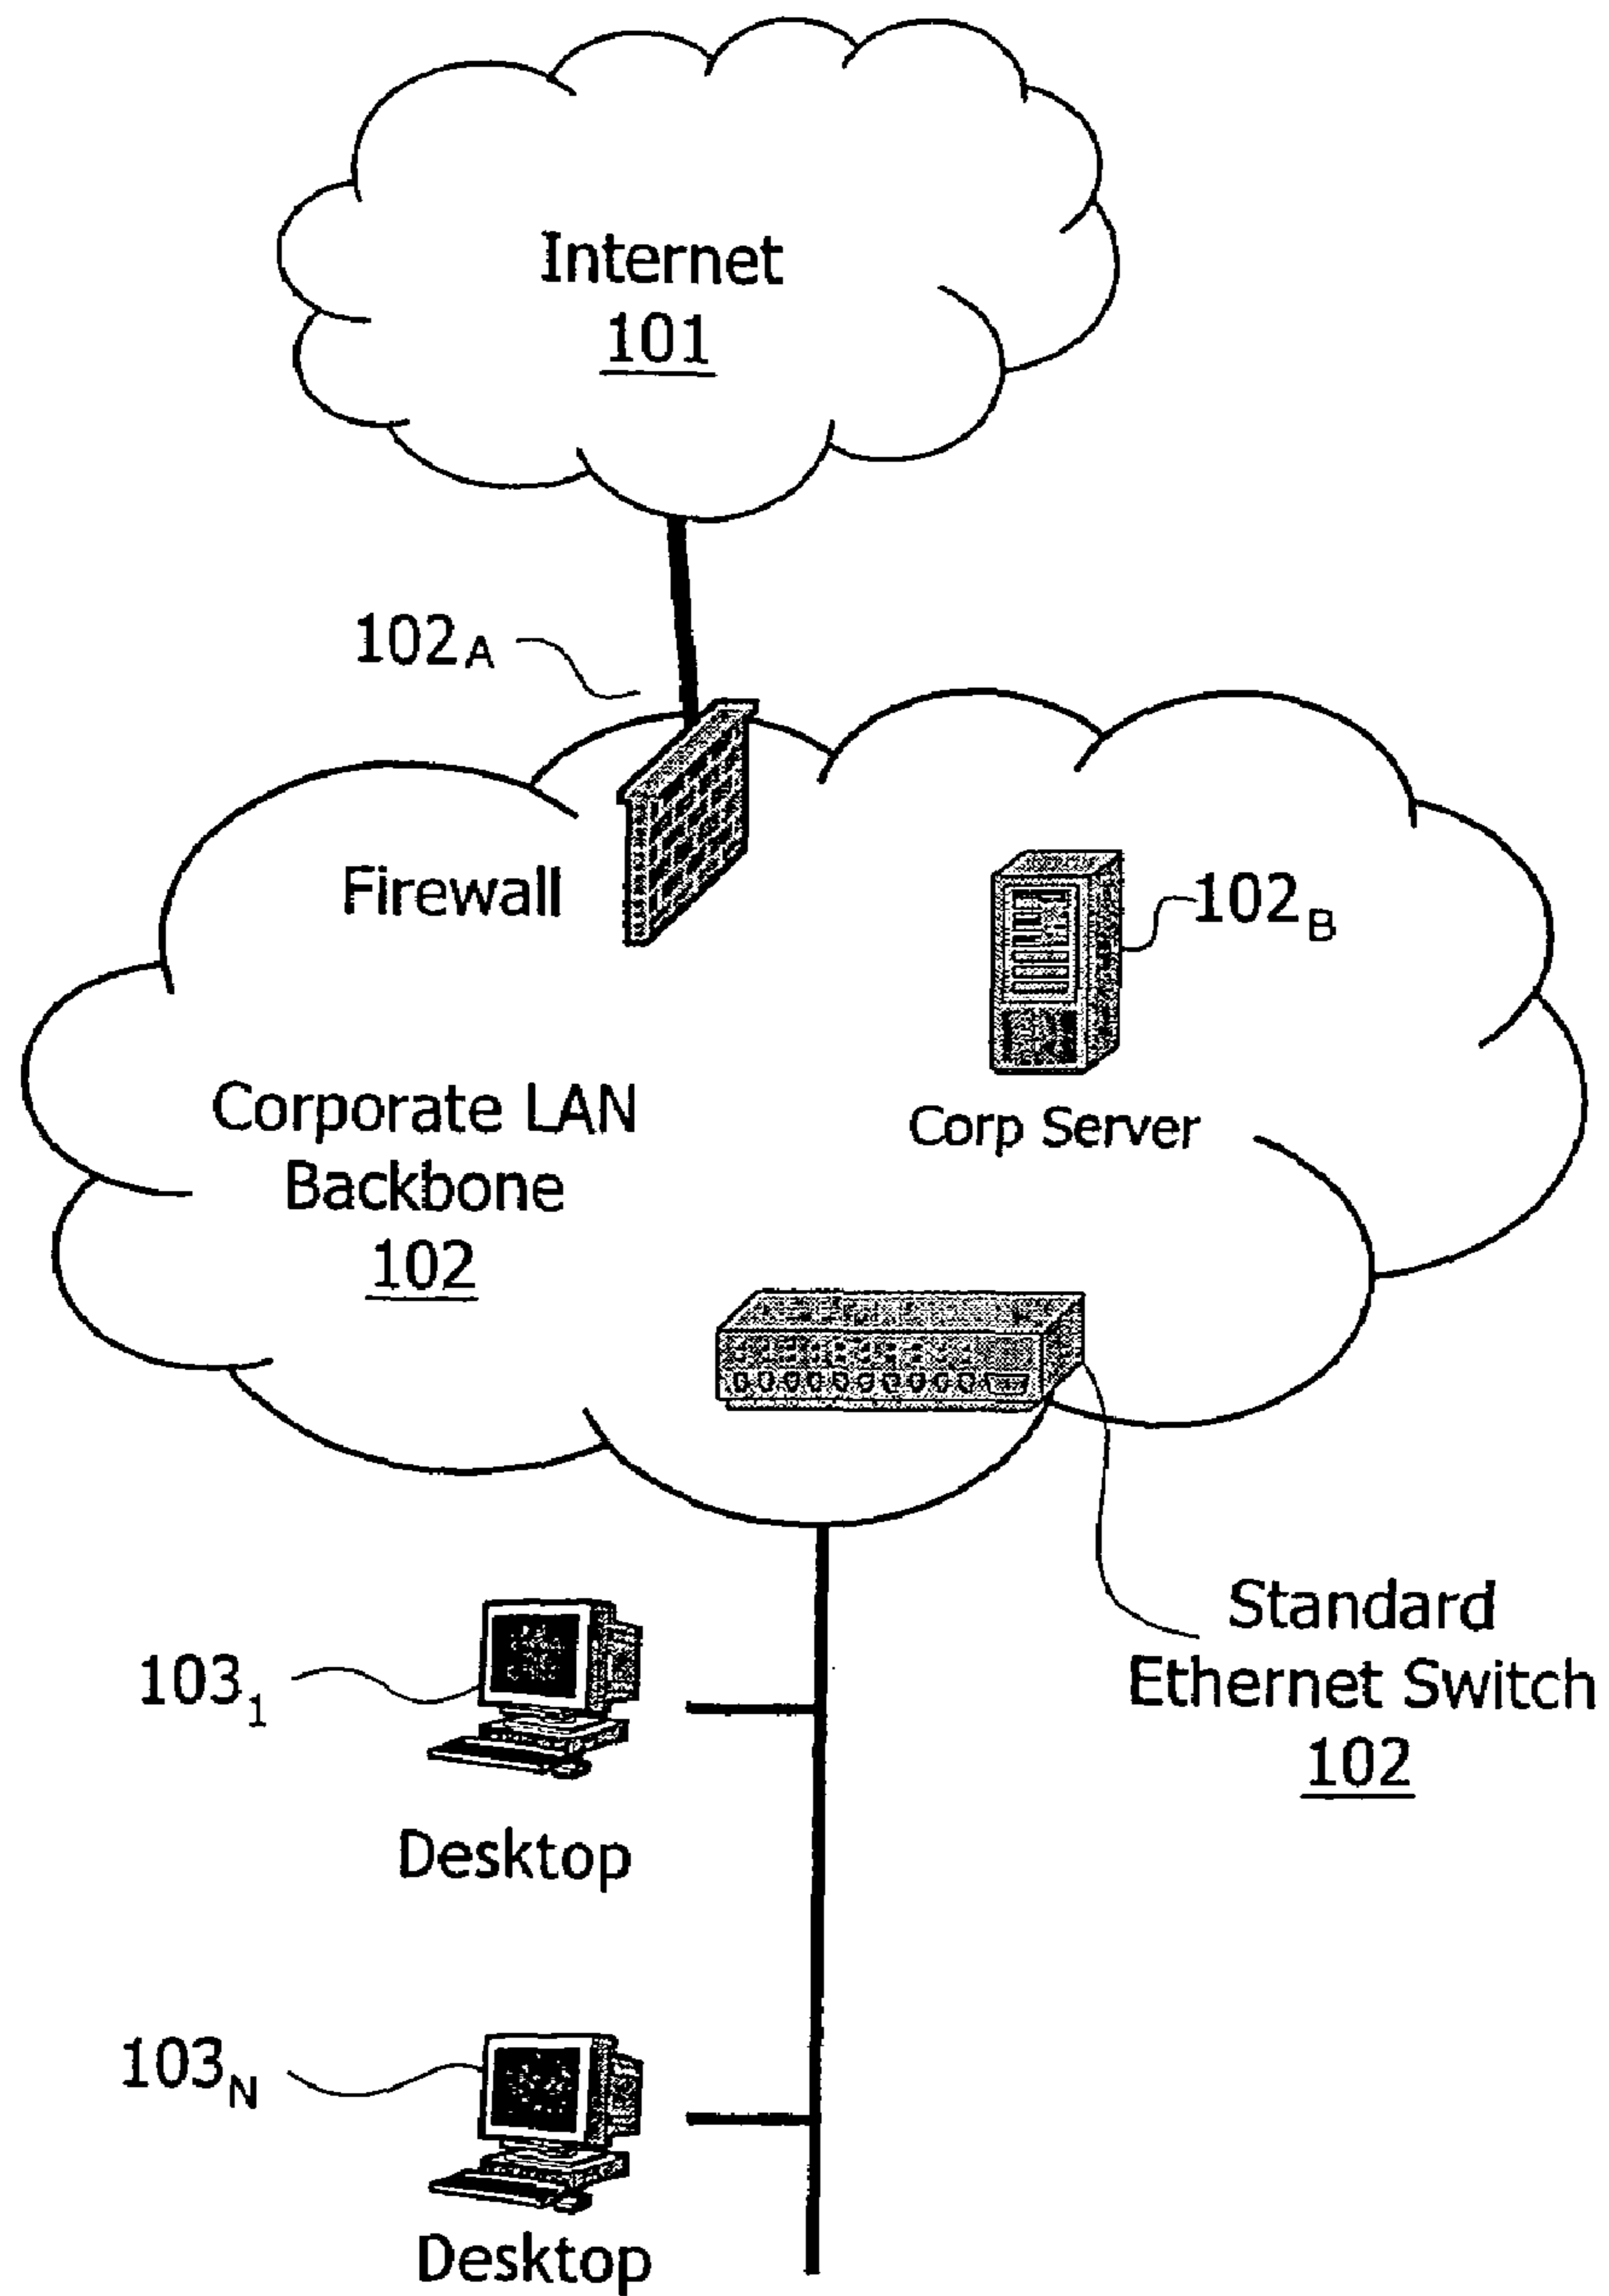 Internet
101
102A
Firewall
102B
Corporate LAN
Backbone
102
Corp Server
Standard
Ethernet Switch
102
1031
Desktop
103N
Desktop